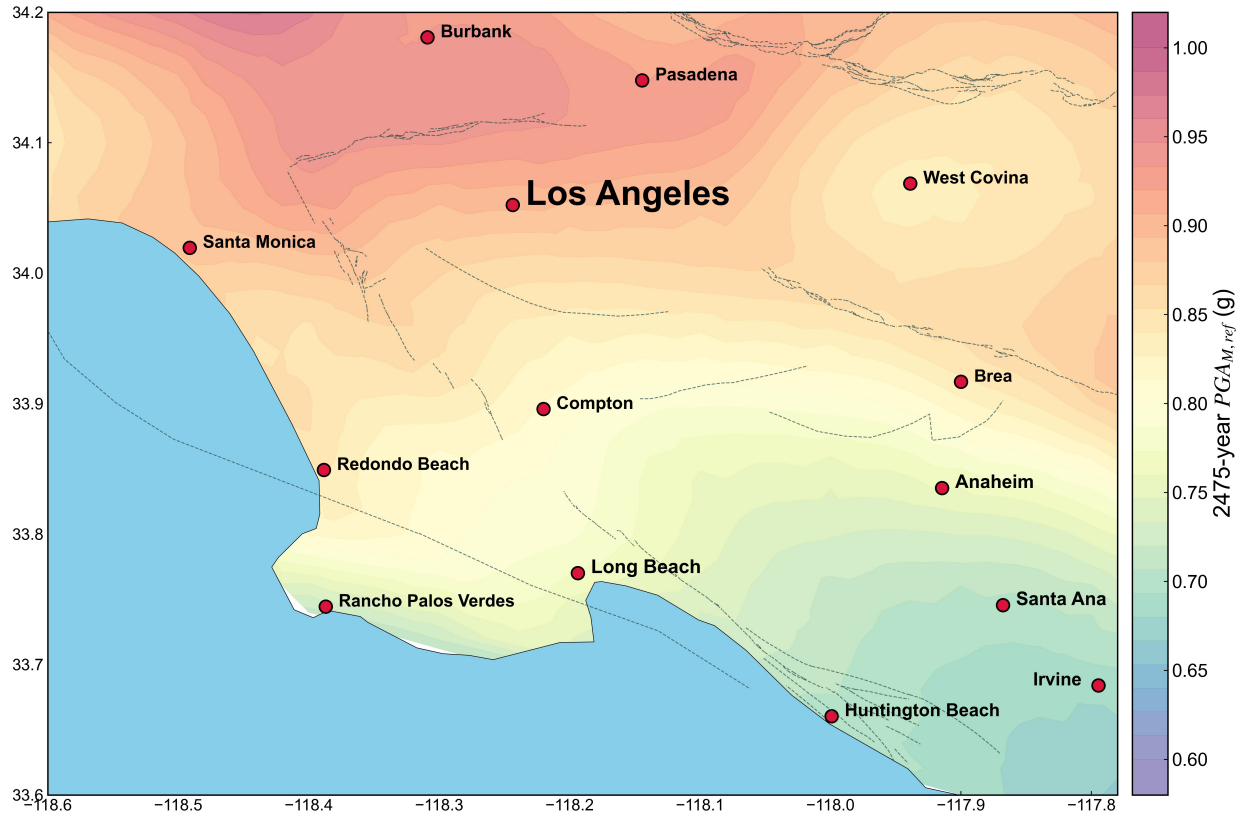 34.2
Burbank
1.00
Pasadena
34.1
0.95
West Covina
Los Angeles
0.90
Santa Monica
34.0
0.85
Brea
33.9
Compton
0.80
2475-year PGA_{M,ref} (g)
Redondo Beach
Anaheim
0.75
33.8
Long Beach
0.70
Rancho Palos Verdes
Santa Ana
33.7
0.65
Irvine
Huntington Beach
0.60
33.6
−118.6 −118.5 −118.4 −118.3 −118.2 −118.1 −118.0 −117.9 −117.8